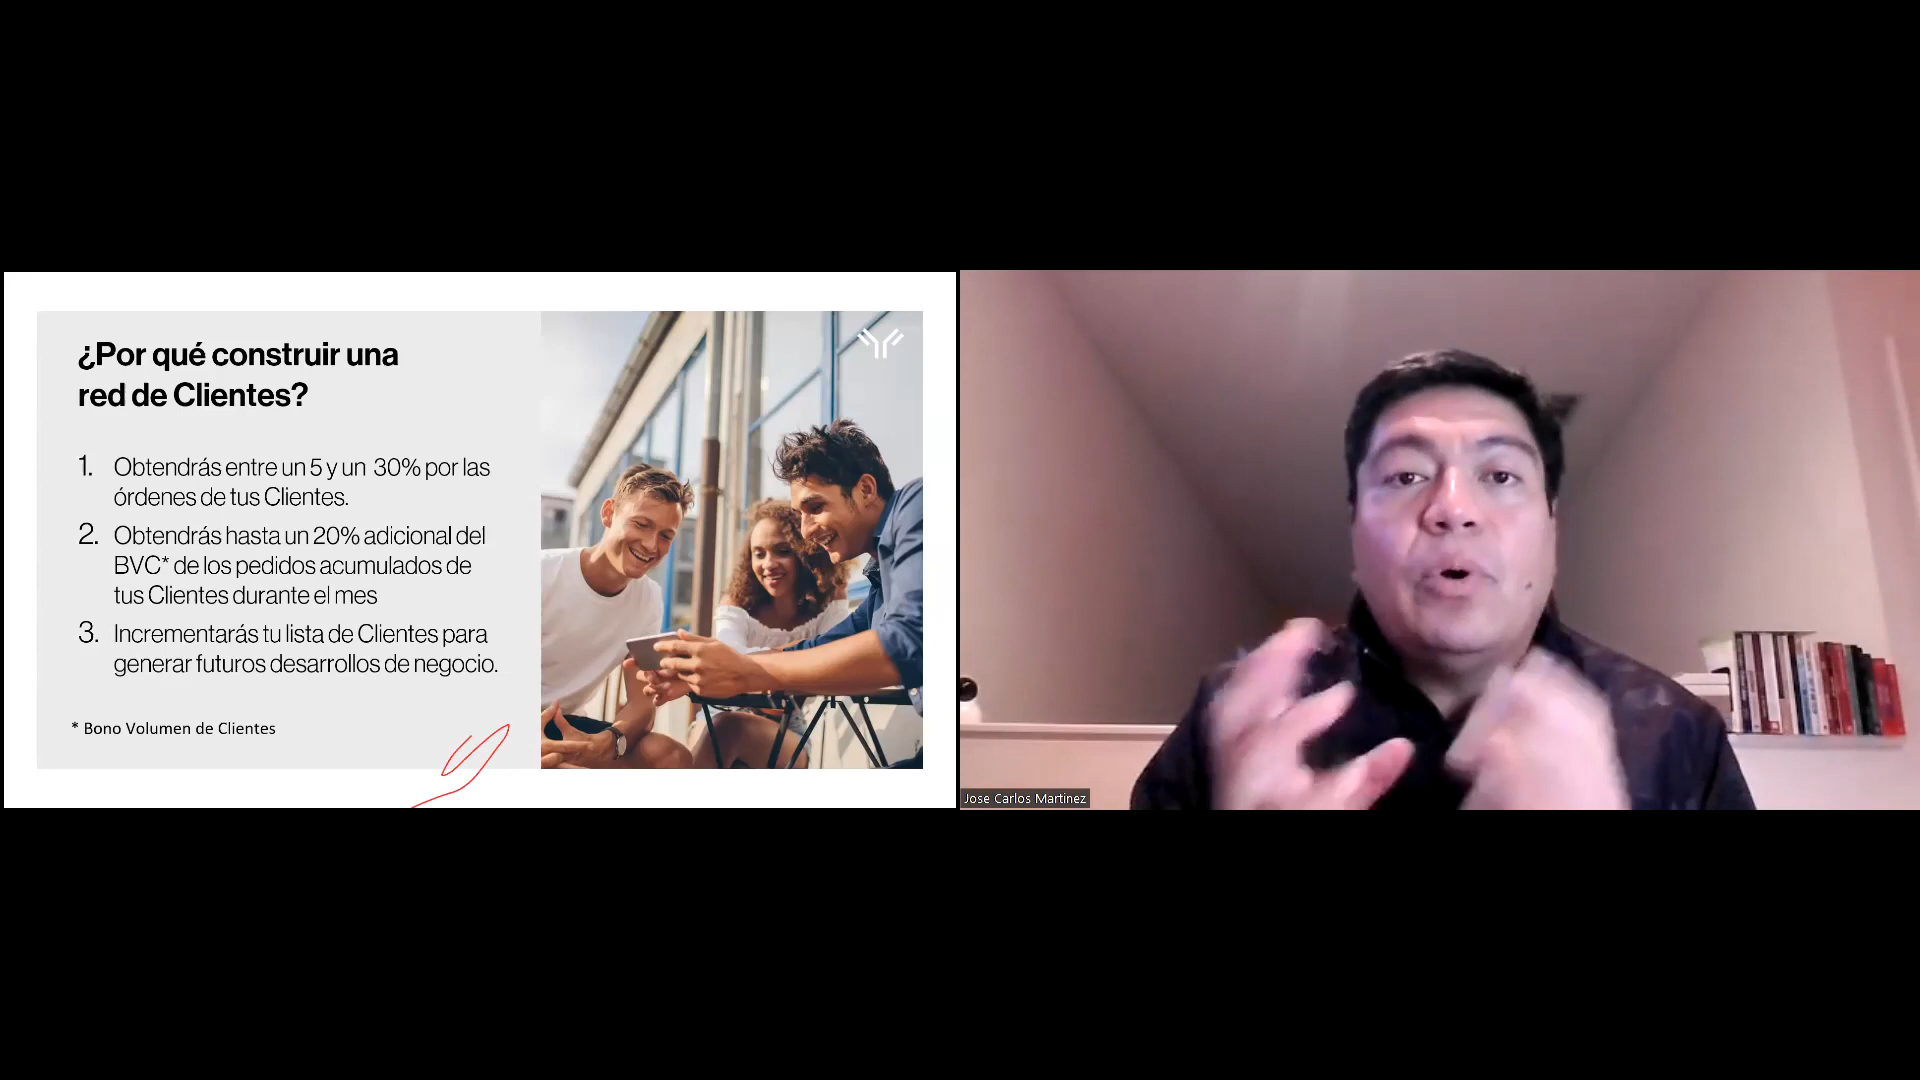 ¿Por qué construir una
red de Clientes?
1. Obtendrás entre un 5 y un 30% por las
órdenes de tus Clientes.
2. Obtendrás hasta un 20% adicional del
BVC* de los pedidos acumulados de
tus Clientes durante el mes
3. Incrementarás tu lista de Clientes para
generar futuros desarrollos de negocio.
* Bono Volumen de Clientes
Jose Carlos Martinez